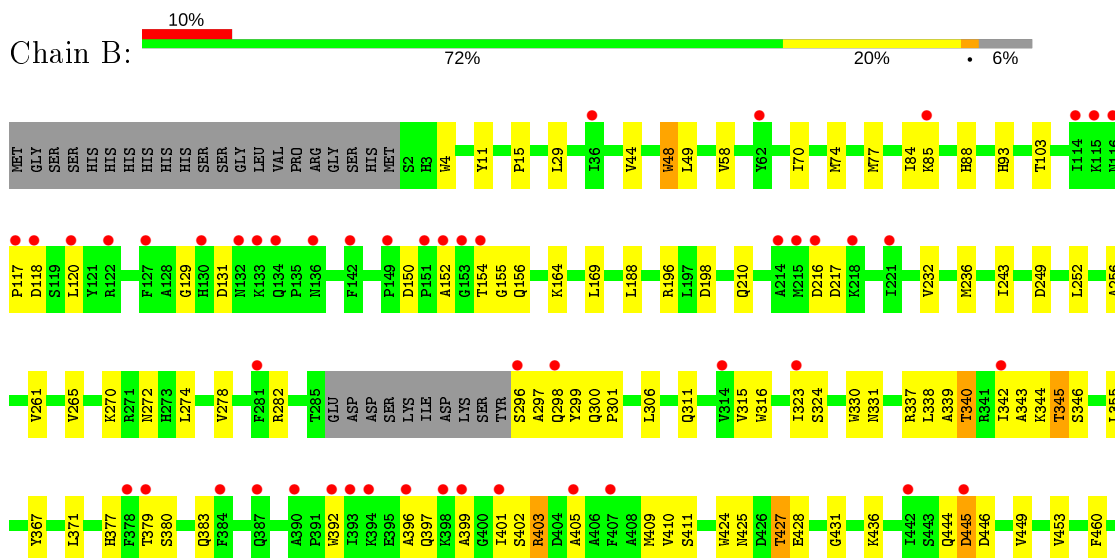 10%
Chain B:
72% 20% • 6%
MET GLY SER SER HIS HIS HIS HIS HIS HIS SER SER GLY LEU VAL PRO ARG GLY SER HIS MET S2 H3 W4 Y11 P15 L29 I36 V44 W48 L49 V58 Y62 I70 M74 M77 I84 K85 H88 H93 T103 I114 K115 N116
P117 D118 S119 L120 Y121 R122 F127 A128 G129 H130 D131 N132 K133 Q134 P135 N136 F142 P149 D150 P151 A152 G153 T154 G155 Q156 K164 L169 L188 R196 L197 D198 Q210 A214 M215 D216 D217 K218 I221 V232 M236 I243 D249 L252 A256
V261 V265 K270 R271 N272 H273 L274 V278 F281 R282 T285 GLU ASP ASP SER LYS ILE ASP LYS SER TYR S296 A297 Q298 Y299 Q300 P301 L306 Q311 V314 V315 W316 I323 S324 W330 N331 R337 L338 A339 T340 R341 I342 A343 K344 T345 S346 L355
Y367 L371 H377 F378 T379 S380 Q383 F384 Q387 A390 P391 W392 I393 K394 E395 A396 Q397 K398 A399 G400 I401 S402 R403 D404 A405 A406 F407 A408 M409 V410 S411 W424 N425 D426 T427 E428 G431 K436 I442 S443 Q444 D445 D446 V449 V453 F460